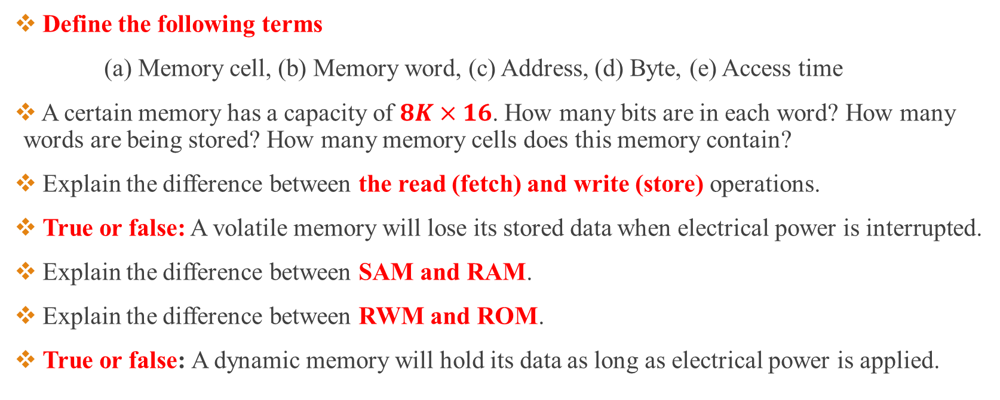 ❖ Define the following terms
(a) Memory cell, (b) Memory word, (c) Address, (d) Byte, (e) Access time
❖ A certain memory has a capacity of 8K × 16. How many bits are in each word? How many
words are being stored? How many memory cells does this memory contain?
❖ Explain the difference between the read (fetch) and write (store) operations.
❖ True or false: A volatile memory will lose its stored data when electrical power is interrupted.
❖ Explain the difference between SAM and RAM.
❖ Explain the difference between RWM and ROM.
❖ True or false: A dynamic memory will hold its data as long as electrical power is applied.